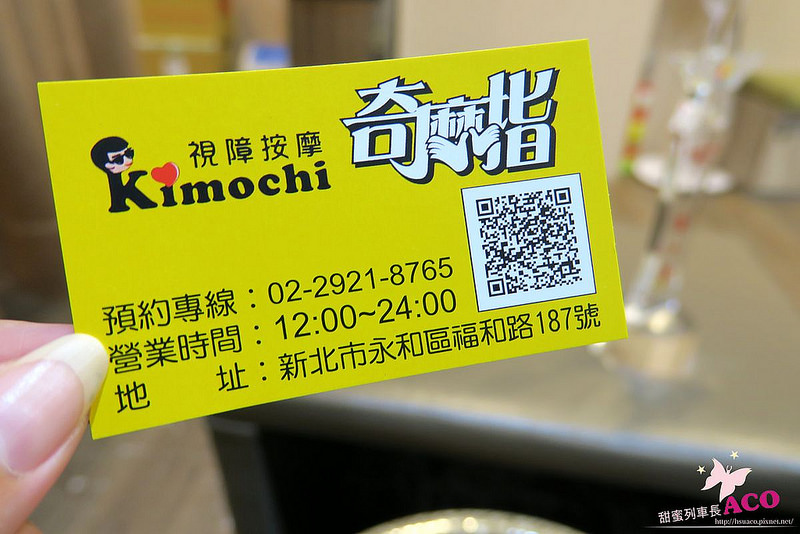 奇摩指
視障按摩
Kimochi
預約專線：02-2921-8765
營業時間：12:00~24:00
地　　址：新北市永和區福和路187號
甜蜜列車長ACO
http://hsuaco.pixnet.net/